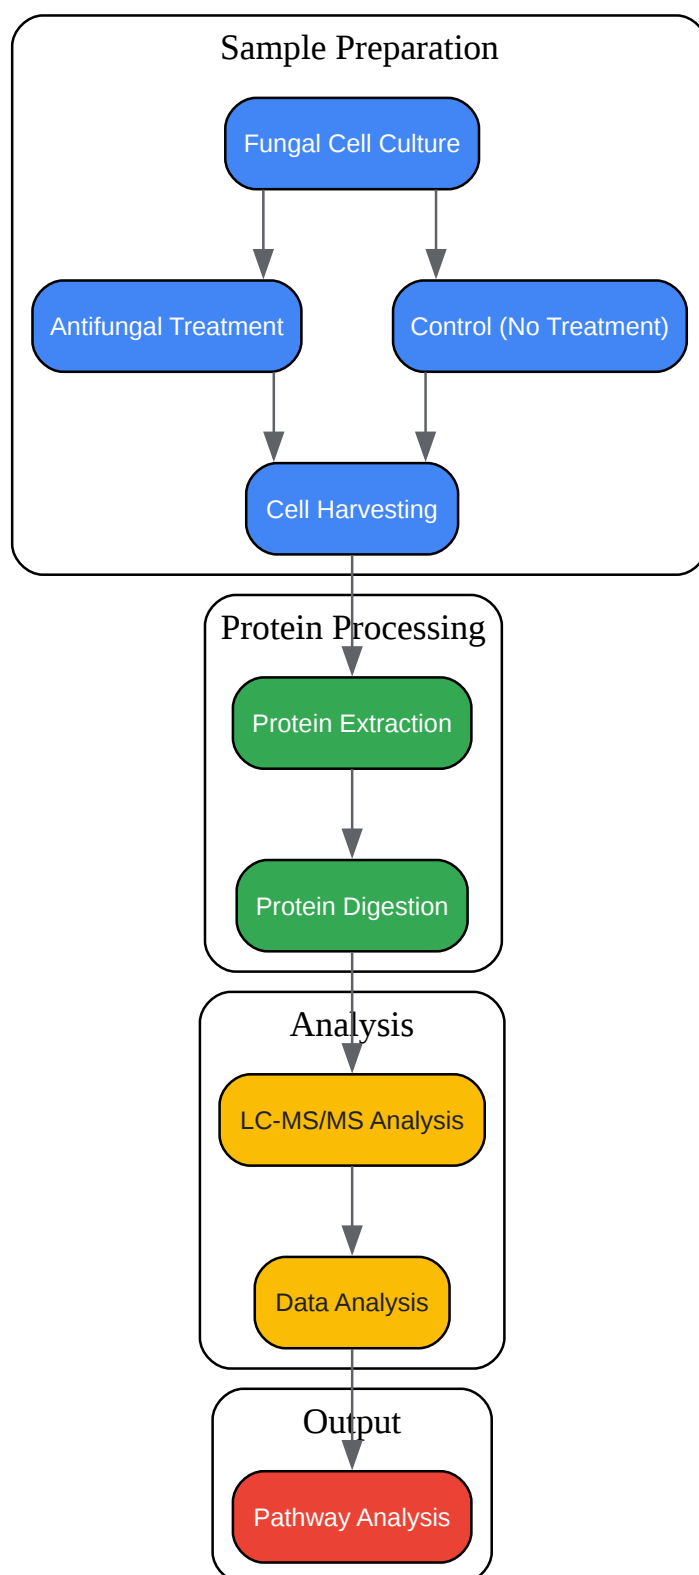 Sample Preparation
Fungal Cell Culture
Antifungal Treatment
Control (No Treatment)
Cell Harvesting
Protein Processing
Protein Extraction
Protein Digestion
Analysis
LC-MS/MS Analysis
Data Analysis
Output
Pathway Analysis